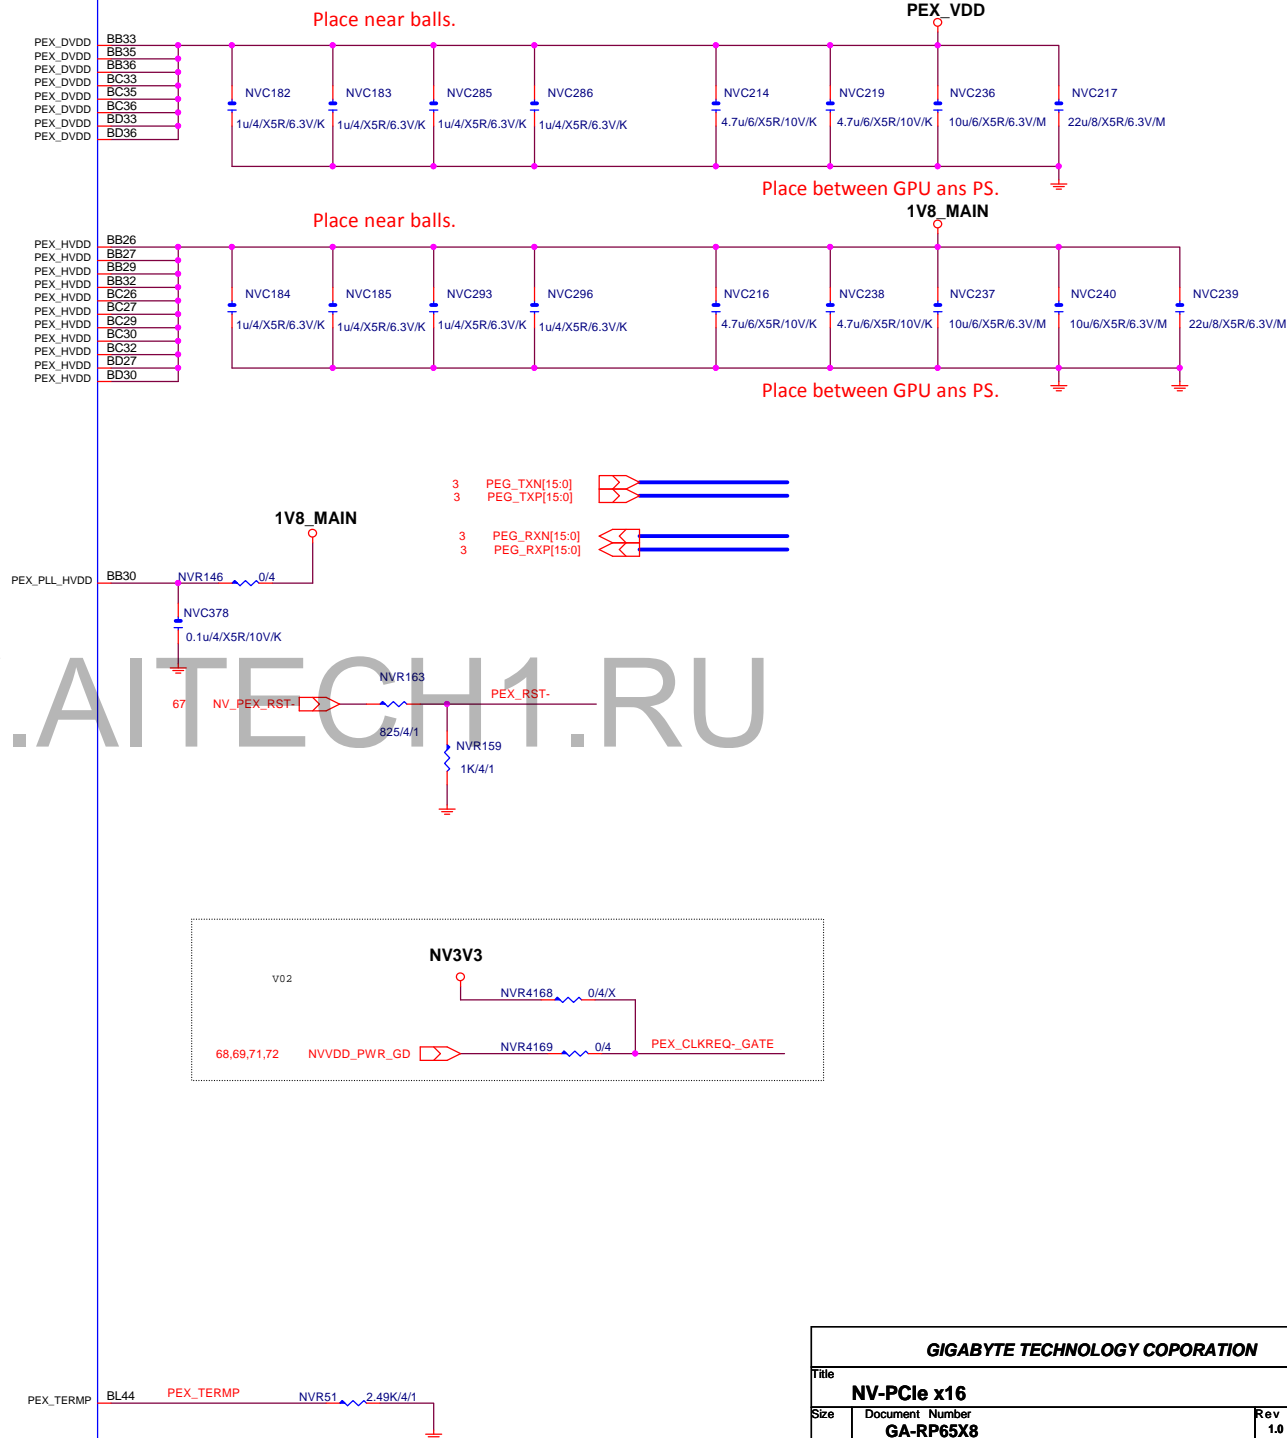 Place near balls.
PEX_VDD
PEX_DVDD BB33
PEX_DVDD BB35
PEX_DVDD BB36
PEX_DVDD BC33
PEX_DVDD BC35
PEX_DVDD BC36
PEX_DVDD BD33
PEX_DVDD BD36
NVC182 NVC183 NVC285 NVC286 NVC214 NVC219 NVC236 NVC217
1u/4/X5R/6.3V/K 1u/4/X5R/6.3V/K 1u/4/X5R/6.3V/K 1u/4/X5R/6.3V/K 4.7u/6/X5R/10V/K 4.7u/6/X5R/10V/K 10u/6/X5R/6.3V/M 22u/8/X5R/6.3V/M
Place between GPU ans PS.
Place near balls.
1V8_MAIN
PEX_HVDD BB26
PEX_HVDD BB27
PEX_HVDD BB29
PEX_HVDD BB32
PEX_HVDD BC26
PEX_HVDD BC27
PEX_HVDD BC29
PEX_HVDD BC30
PEX_HVDD BC32
PEX_HVDD BD27
PEX_HVDD BD30
NVC184 NVC185 NVC293 NVC296 NVC216 NVC238 NVC237 NVC240 NVC239
1u/4/X5R/6.3V/K 1u/4/X5R/6.3V/K 1u/4/X5R/6.3V/K 1u/4/X5R/6.3V/K 4.7u/6/X5R/10V/K 4.7u/6/X5R/10V/K 10u/6/X5R/6.3V/M 10u/6/X5R/6.3V/M 22u/8/X5R/6.3V/M
Place between GPU ans PS.
3 PEG_TXN[15:0]
3 PEG_TXP[15:0]
3 PEG_RXN[15:0]
3 PEG_RXP[15:0]
1V8_MAIN
PEX_PLL_HVDD BB30 NVR146 0/4
NVC378
0.1u/4/X5R/10V/K
.AITECH1.RU
NVR163
67 NV_PEX_RST- PEX_RST-
825/4/1
NVR159
1K/4/1
NV3V3
V02
NVR4168 0/4/X
68,69,71,72 NVVDD_PWR_GD NVR4169 0/4 PEX_CLKREQ-_GATE
PEX_TERMP BL44 PEX_TERMP NVR51 2.49K/4/1
GIGABYTE TECHNOLOGY COPORATION
Title
NV-PCIe x16
Size Document Number Rev
GA-RP65X8 1.0